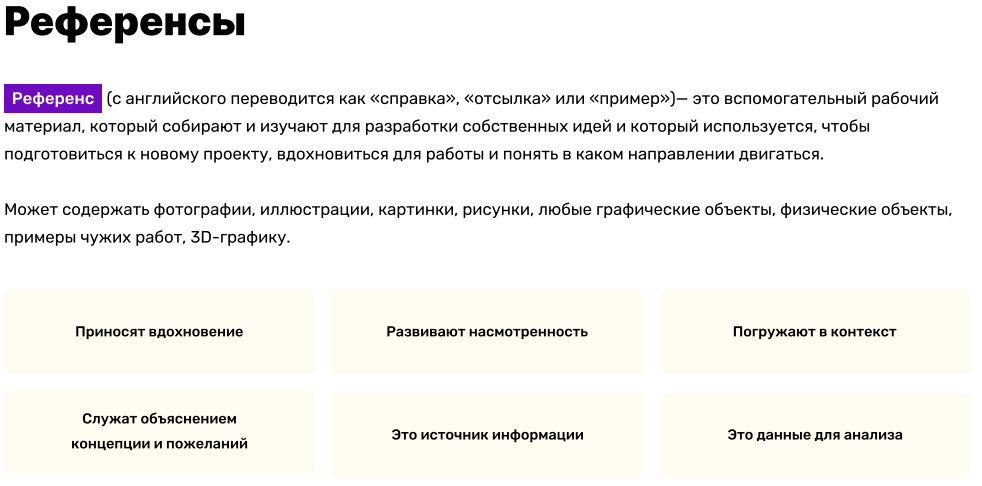 Референсы
Референс (с английского переводится как «справка», «отсылка» или «пример»)— это вспомогательный рабочий
материал, который собирают и изучают для разработки собственных идей и который используется, чтобы
подготовиться к новому проекту, вдохновиться для работы и понять в каком направлении двигаться.
Может содержать фотографии, иллюстрации, картинки, рисунки, любые графические объекты, физические объекты,
примеры чужих работ, 3D-графику.
Приносят вдохновение
Развивают насмотренность
Погружают в контекст
Служат объяснением
концепции и пожеланий
Это источник информации
Это данные для анализа